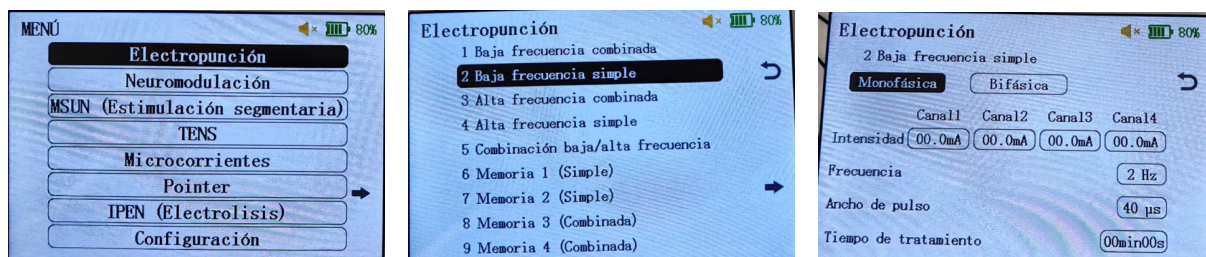 MENÚ
80%
Electropunción
Neuromodulación
MSUN (Estimulación segmentaria)
TENS
Microcorrientes
Pointer
IPEN (Electrolisis)
Configuración
Electropunción
80%
1 Baja frecuencia combinada
2 Baja frecuencia simple
3 Alta frecuencia combinada
4 Alta frecuencia simple
5 Combinación baja/alta frecuencia
6 Memoria 1 (Simple)
7 Memoria 2 (Simple)
8 Memoria 3 (Combinada)
9 Memoria 4 (Combinada)
Electropunción
80%
2 Baja frecuencia simple
Monofásica Bifásica
Canal1 Canal2 Canal3 Canal4
Intensidad 00.0mA 00.0mA 00.0mA 00.0mA
Frecuencia 2 Hz
Ancho de pulso 40 µs
Tiempo de tratamiento 00min00s